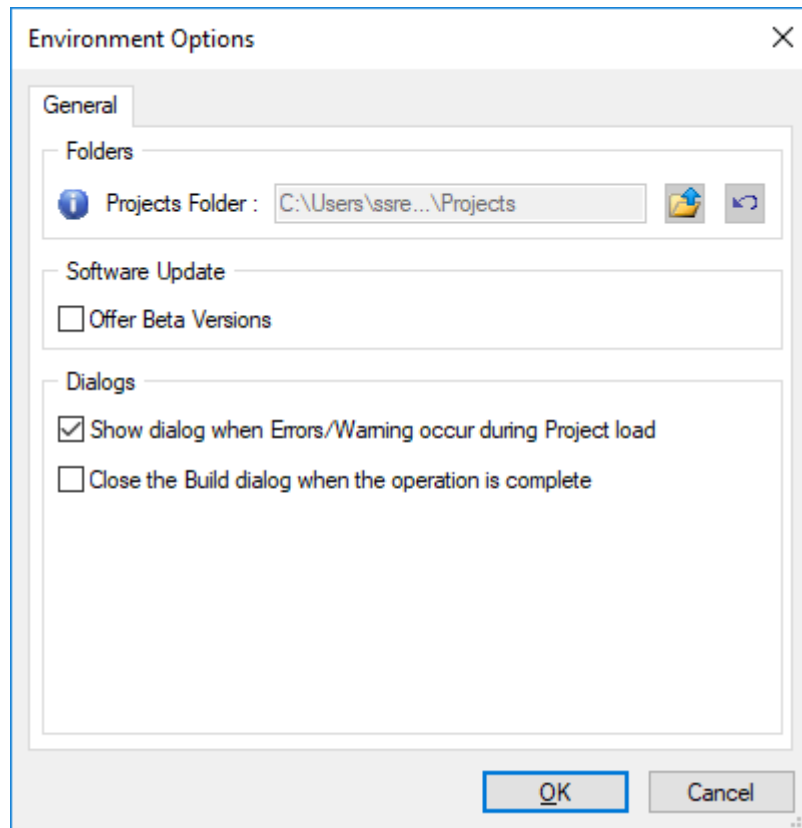 Environment Options
General
Folders
Projects Folder : C:\Users\ssre...\Projects
Software Update
Offer Beta Versions
Dialogs
Show dialog when Errors/Warning occur during Project load
Close the Build dialog when the operation is complete
OK Cancel